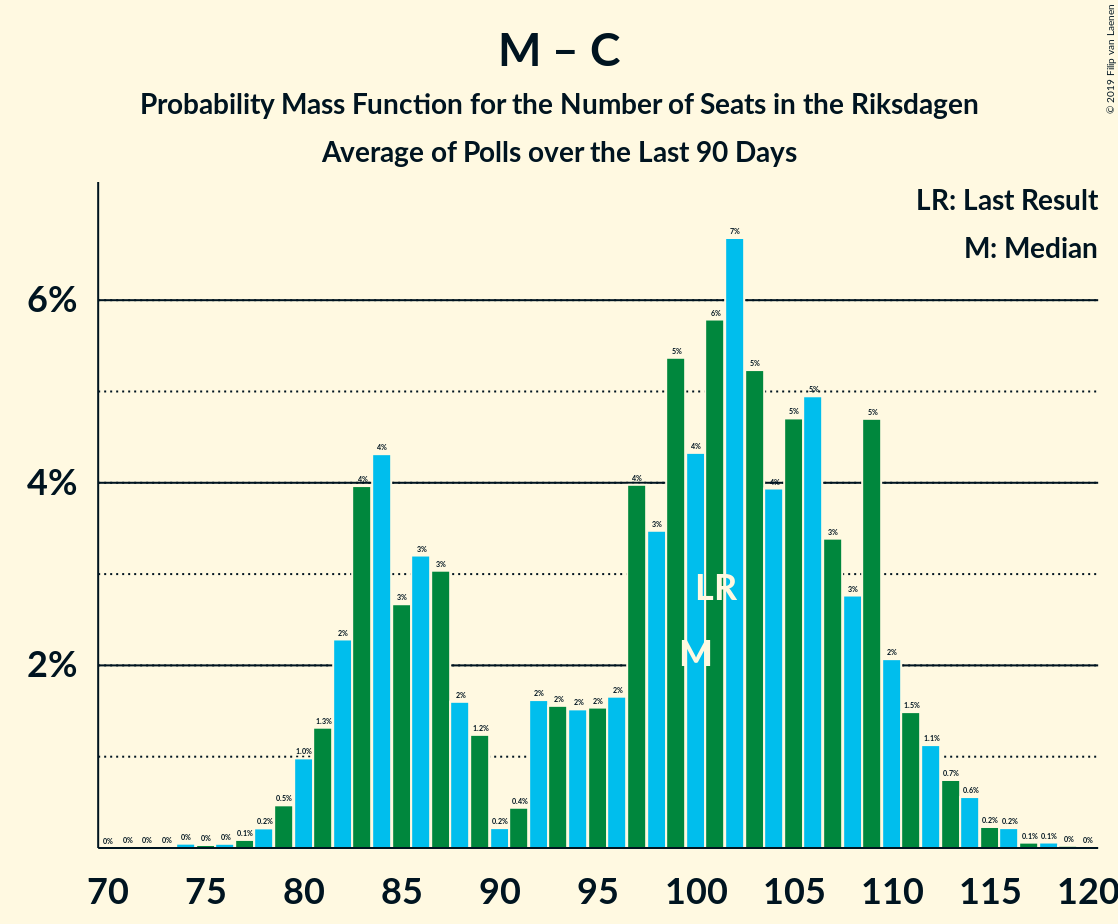 M – C
Probability Mass Function for the Number of Seats in the Riksdagen
Average of Polls over the Last 90 Days
© 2019 Filip van Laenen
LR: Last Result
M: Median
6%
4%
2%
0% 0% 0% 0% 0% 0% 0% 0.1% 0.2% 0.5% 1.0% 1.3% 2% 4% 4% 3% 3% 3% 2% 1.2% 0.2% 0.4% 2% 2% 2% 2% 2% 4% 3% 5% 4% 6% 7% 5% 4% 5% 5% 3% 3% 5% 2% 1.5% 1.1% 0.7% 0.6% 0.2% 0.2% 0.1% 0.1% 0% 0%
LR
M
70 75 80 85 90 95 100 105 110 115 120